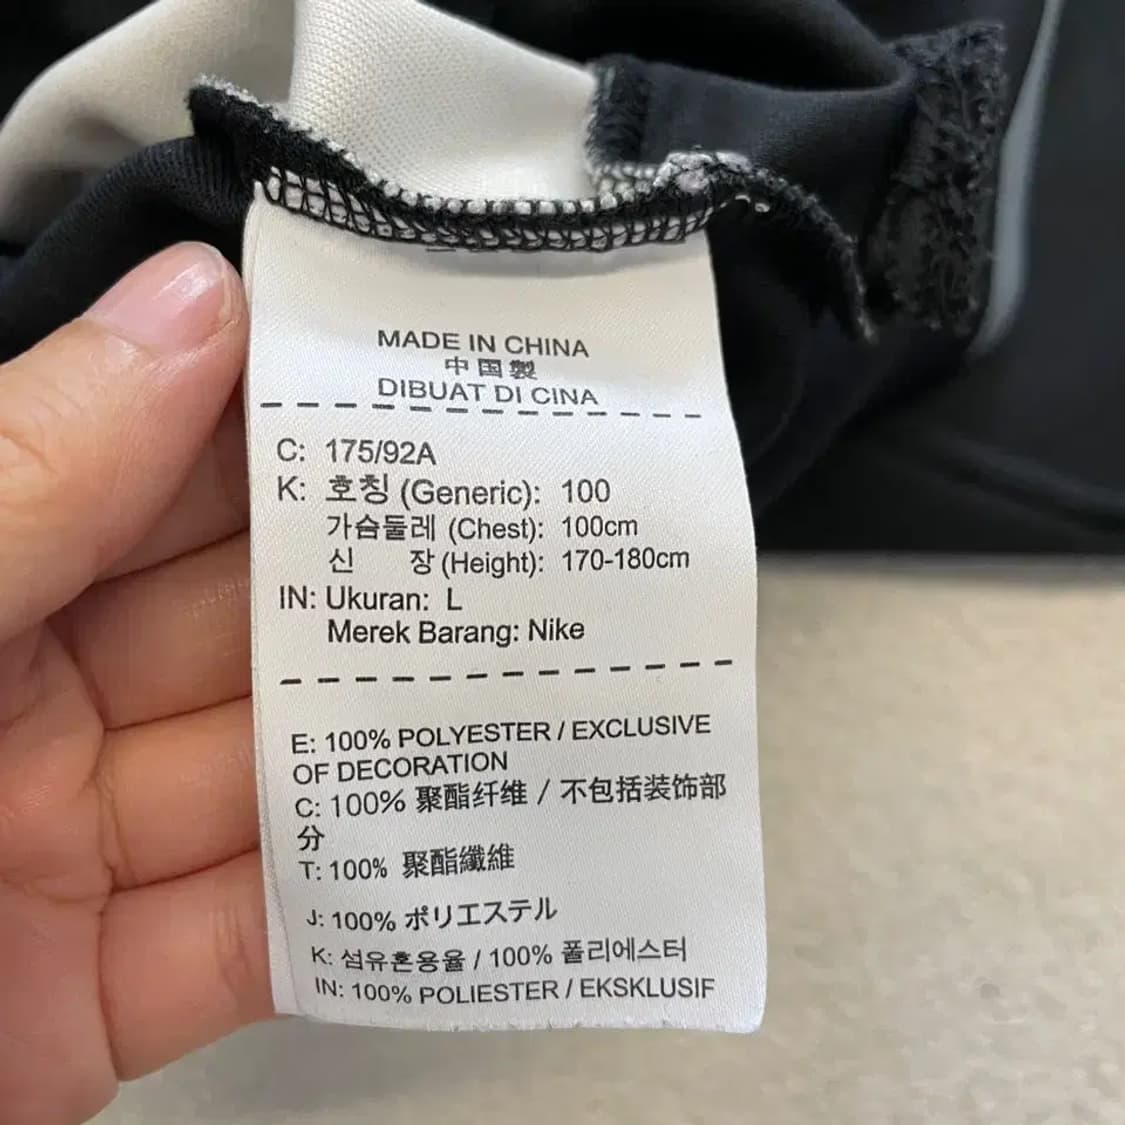 MADE IN CHINA
中国製
DIBUAT DI CINA
C: 175/92A
K: 호칭 (Generic): 100
가슴둘레 (Chest): 100cm
신 장 (Height): 170-180cm
IN: Ukuran: L
Merek Barang: Nike
E: 100% POLYESTER / EXCLUSIVE
OF DECORATION
C: 100% 聚酯纤维 / 不包括装饰部
分
T: 100% 聚酯纖維
J: 100% ポリエステル
K: 섬유혼용율 / 100% 폴리에스터
IN: 100% POLIESTER / EKSKLUSIF